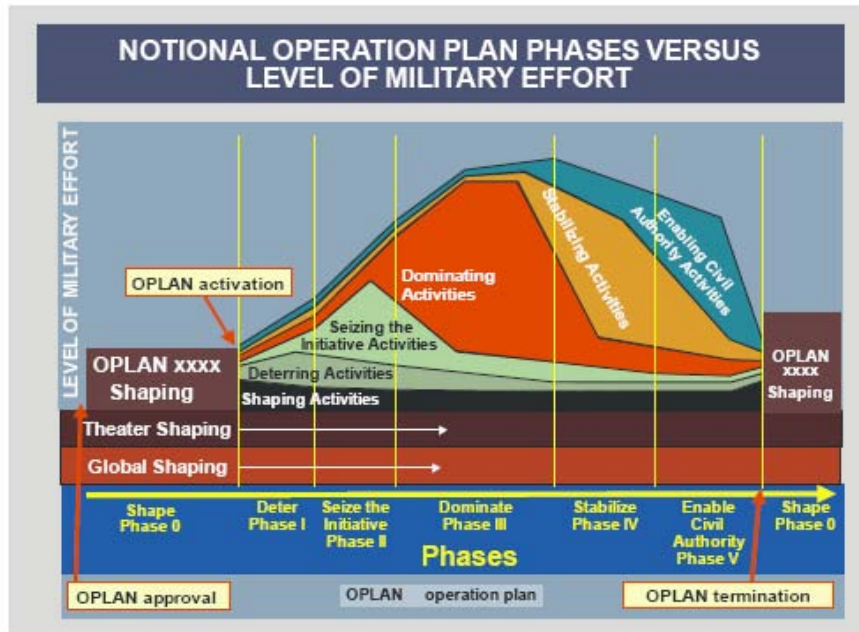 NOTIONAL OPERATION PLAN PHASES VERSUS
LEVEL OF MILITARY EFFORT
LEVEL OF MILITARY EFFORT
OPLAN activation
OPLAN xxxx
Shaping
Dominating
Activities
Stabilizing Activities
Enabling Civil
Authority Activities
Seizing the
Initiative Activities
Deterring Activities
Shaping Activities
OPLAN
xxxx
Shaping
Theater Shaping
Global Shaping
Shape
Phase 0
Deter
Phase I
Seize the
Initiative
Phase II
Dominate
Phase III
Stabilize
Phase IV
Enable
Civil
Authority
Phase V
Shape
Phase 0
Phases
OPLAN approval
OPLAN operation plan
OPLAN termination